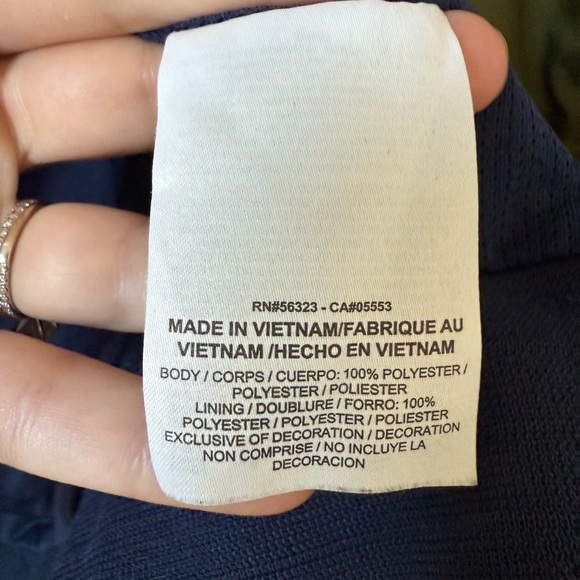 RN#56323 - CA#05553
MADE IN VIETNAM/FABRIQUE AU
VIETNAM /HECHO EN VIETNAM
BODY / CORPS / CUERPO: 100% POLYESTER /
POLYESTER / POLIESTER
LINING / DOUBLURE / FORRO: 100%
POLYESTER / POLYESTER / POLIESTER
EXCLUSIVE OF DECORATION / DECORATION
NON COMPRISE / NO INCLUYE LA
DECORACION